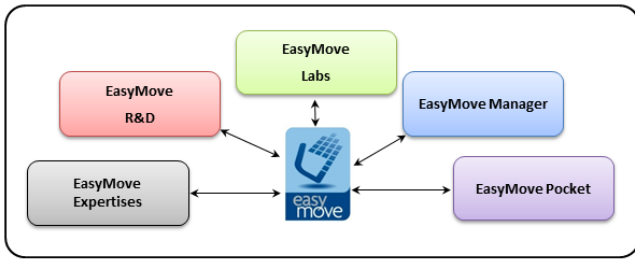 EasyMove
Labs
EasyMove
R&D
EasyMove Manager
EasyMove
Expertises
EasyMove Pocket
easy
move